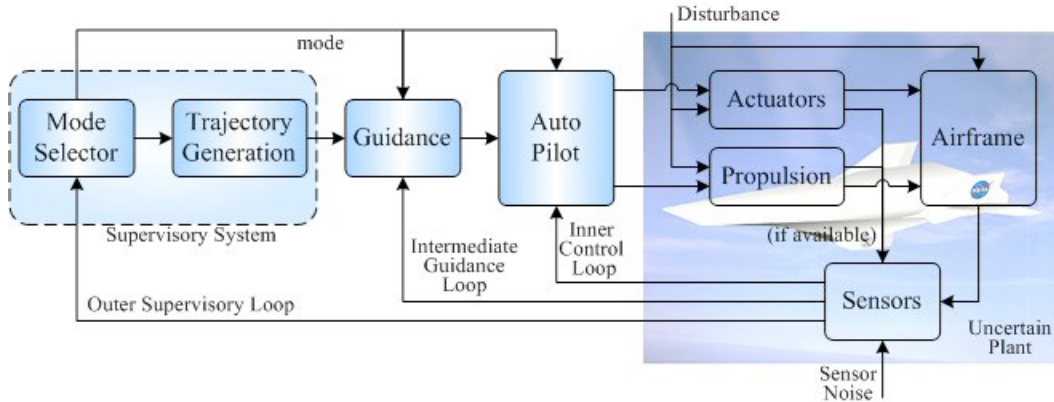 Disturbance
mode
Mode
Selector
Trajectory
Generation
Guidance
Auto
Pilot
Actuators
Propulsion
Airframe
(if available)
Supervisory System
Intermediate
Guidance
Loop
Inner
Control
Loop
Outer Supervisory Loop
Sensors
Uncertain
Plant
Sensor
Noise